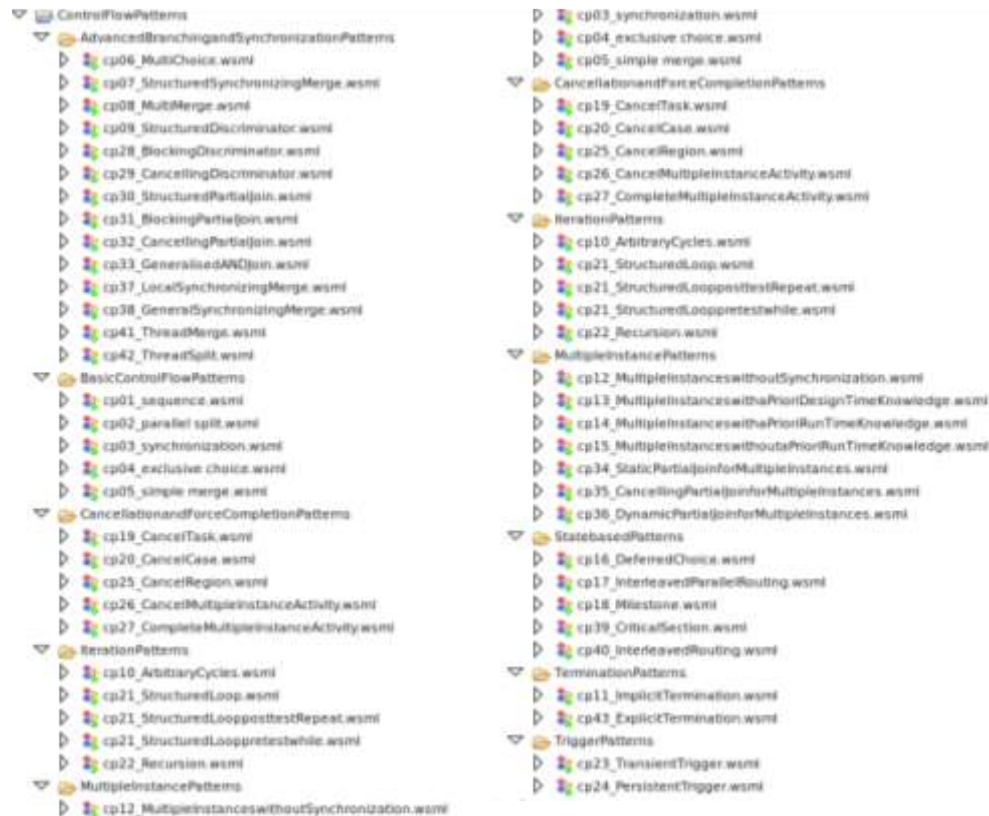 ControlFlowPatterns
AdvancedBranchingandSynchronizationPatterns
cp06_MultiChoice.wsml
cp07_StructuredSynchronizingMerge.wsml
cp08_MultiMerge.wsml
cp09_StructuredDiscriminator.wsml
cp28_BlockingDiscriminator.wsml
cp29_CancellingDiscriminator.wsml
cp30_StructuredPartialJoin.wsml
cp31_BlockingPartialJoin.wsml
cp32_CancellingPartialJoin.wsml
cp33_GeneralisedANDJoin.wsml
cp37_LocalSynchronizingMerge.wsml
cp38_GeneralSynchronizingMerge.wsml
cp41_ThreadMerge.wsml
cp42_ThreadSplit.wsml
BasicControlFlowPatterns
cp01_sequence.wsml
cp02_parallel split.wsml
cp03_synchronization.wsml
cp04_exclusive choice.wsml
cp05_simple merge.wsml
CancellationandForceCompletionPatterns
cp19_CancelTask.wsml
cp20_CancelCase.wsml
cp25_CancelRegion.wsml
cp26_CancelMultipleInstanceActivity.wsml
cp27_CompleteMultipleInstanceActivity.wsml
IterationPatterns
cp10_ArbitraryCycles.wsml
cp21_StructuredLoop.wsml
cp21_StructuredLoopposttestRepeat.wsml
cp21_StructuredLooppretestwhile.wsml
cp22_Recursion.wsml
MultipleInstancePatterns
cp12_MultipleInstanceswithoutSynchronization.wsml
cp03_synchronization.wsml
cp04_exclusive choice.wsml
cp05_simple merge.wsml
CancellationandForceCompletionPatterns
cp19_CancelTask.wsml
cp20_CancelCase.wsml
cp25_CancelRegion.wsml
cp26_CancelMultipleInstanceActivity.wsml
cp27_CompleteMultipleInstanceActivity.wsml
IterationPatterns
cp10_ArbitraryCycles.wsml
cp21_StructuredLoop.wsml
cp21_StructuredLoopposttestRepeat.wsml
cp21_StructuredLooppretestwhile.wsml
cp22_Recursion.wsml
MultipleInstancePatterns
cp12_MultipleInstanceswithoutSynchronization.wsml
cp13_MultipleInstanceswithaPrioriDesignTimeKnowledge.wsml
cp14_MultipleInstanceswithaPrioriRunTimeKnowledge.wsml
cp15_MultipleInstanceswithoutaPrioriRunTimeKnowledge.wsml
cp34_StaticPartialJoinforMultipleInstances.wsml
cp35_CancellingPartialJoinforMultipleInstances.wsml
cp36_DynamicPartialJoinforMultipleInstances.wsml
StatebasedPatterns
cp16_DeferredChoice.wsml
cp17_InterleavedParallelRouting.wsml
cp18_Milestone.wsml
cp39_CriticalSection.wsml
cp40_InterleavedRouting.wsml
TerminationPatterns
cp11_ImplicitTermination.wsml
cp43_ExplicitTermination.wsml
TriggerPatterns
cp23_TransientTrigger.wsml
cp24_PersistentTrigger.wsml